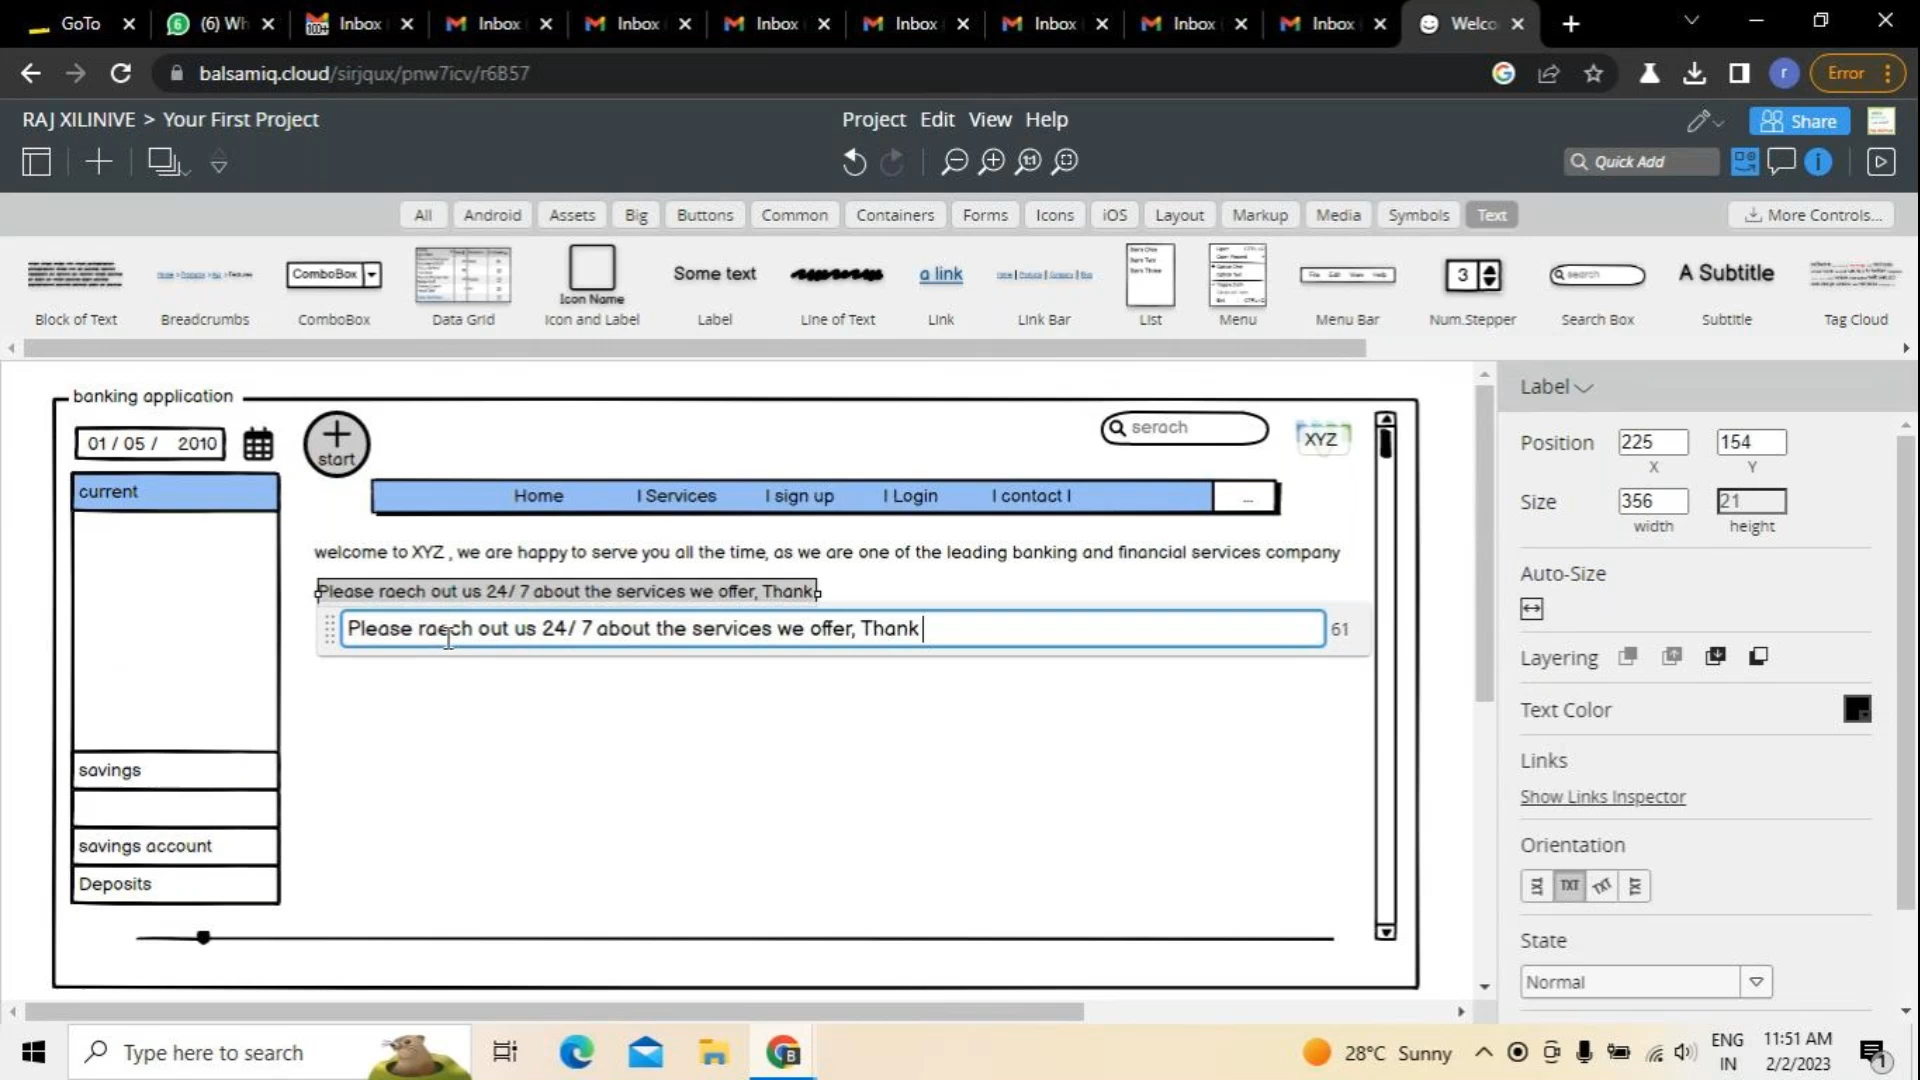 GoTo
(6) Wh
100+
Inbox
Inbox
Inbox
Inbox
Inbox
Inbox
Inbox
Inbox
Welco
balsamiq.cloud/sirjqux/pnw7icv/r6B57
r
Error
RAJ XILINIVE > Your First Project
Project Edit View Help
Share
1:1
Quick Add
All
Android
Assets
Big
Buttons
Common
Containers
Forms
Icons
iOS
Layout
Markup
Media
Symbols
Text
More Controls...
ComboBox
Icon Name
Some text
a link
3
search
A Subtitle
Block of Text
Breadcrumbs
ComboBox
Data Grid
Icon and Label
Label
Line of Text
Link
Link Bar
List
Menu
Menu Bar
Num.Stepper
Search Box
Subtitle
Tag Cloud
banking application
01 / 05 / 2010
start
serach
XYZ
current
Home | Services | sign up | Login | contact |
...
welcome to XYZ , we are happy to serve you all the time, as we are one of the leading banking and financial services company
Please raech out us 24/ 7 about the services we offer, Thank
Please raech out us 24/ 7 about the services we offer, Thank
61
savings
savings account
Deposits
Label
Position
225
154
X
Y
Size
356
21
width
height
Auto-Size
Layering
Text Color
Links
Show Links Inspector
Orientation
TXT
TXT
TXT
TXT
State
Normal
Type here to search
28°C Sunny
ENG
IN
11:51 AM
2/2/2023
1